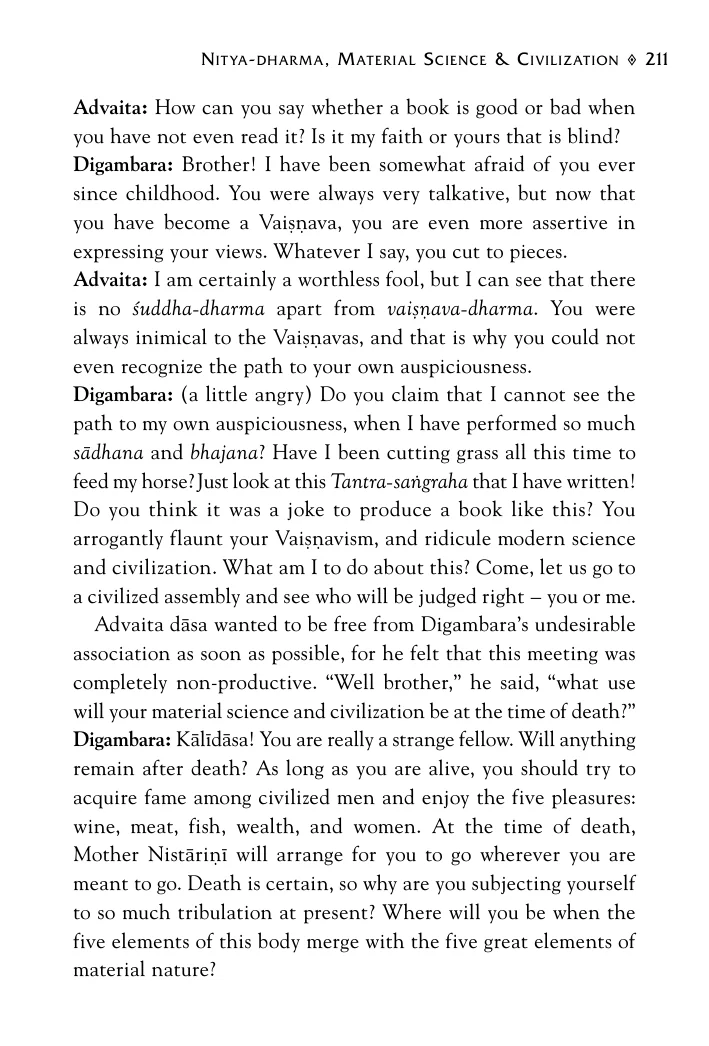 Nitya-dharma, Material Science & Civilization ◊ 211
Advaita: How can you say whether a book is good or bad when
you have not even read it? Is it my faith or yours that is blind?
Digambara: Brother! I have been somewhat afraid of you ever
since childhood. You were always very talkative, but now that
you have become a Vaiṣṇava, you are even more assertive in
expressing your views. Whatever I say, you cut to pieces.
Advaita: I am certainly a worthless fool, but I can see that there
is no śuddha-dharma apart from vaiṣṇava-dharma. You were
always inimical to the Vaiṣṇavas, and that is why you could not
even recognize the path to your own auspiciousness.
Digambara: (a little angry) Do you claim that I cannot see the
path to my own auspiciousness, when I have performed so much
sādhana and bhajana? Have I been cutting grass all this time to
feed my horse? Just look at this Tantra-saṅgraha that I have written!
Do you think it was a joke to produce a book like this? You
arrogantly flaunt your Vaiṣṇavism, and ridicule modern science
and civilization. What am I to do about this? Come, let us go to
a civilized assembly and see who will be judged right – you or me.
Advaita dāsa wanted to be free from Digambara's undesirable
association as soon as possible, for he felt that this meeting was
completely non-productive. “Well brother,” he said, “what use
will your material science and civilization be at the time of death?”
Digambara: Kālīdāsa! You are really a strange fellow. Will anything
remain after death? As long as you are alive, you should try to
acquire fame among civilized men and enjoy the five pleasures:
wine, meat, fish, wealth, and women. At the time of death,
Mother Nistāriṇī will arrange for you to go wherever you are
meant to go. Death is certain, so why are you subjecting yourself
to so much tribulation at present? Where will you be when the
five elements of this body merge with the five great elements of
material nature?